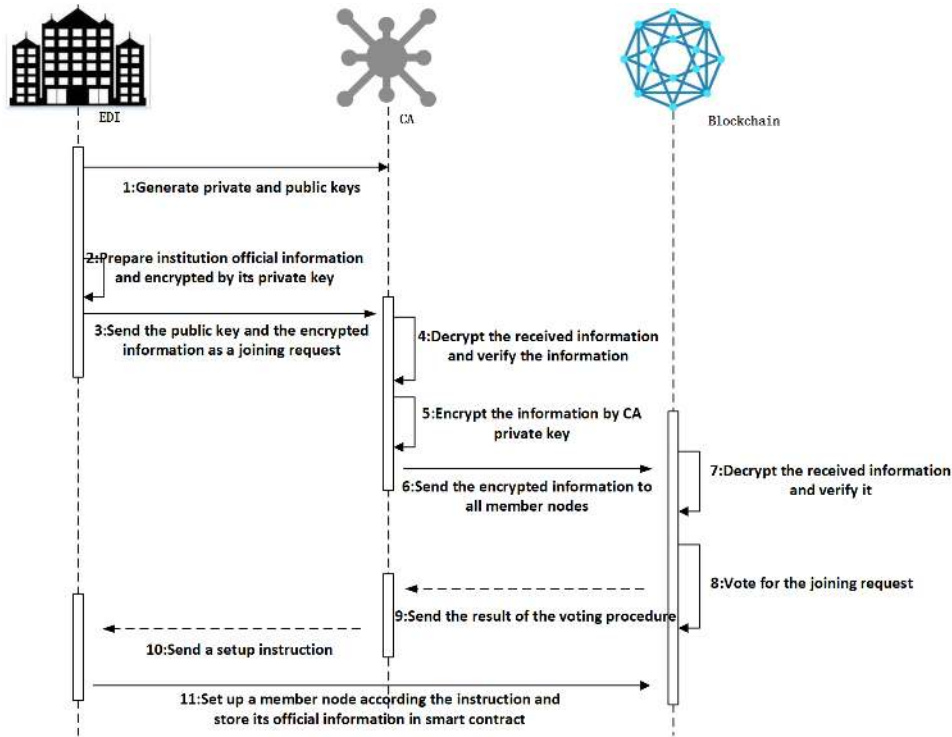 EDI
CA
Blockchain
1:Generate private and public keys
2:Prepare institution official information
and encrypted by its private key
3:Send the public key and the encrypted
information as a joining request
4:Decrypt the received information
and verify the information
5:Encrypt the information by CA
private key
6:Send the encrypted information to
all member nodes
7:Decrypt the received information
and verify it
8:Vote for the joining request
9:Send the result of the voting procedure
10:Send a setup instruction
11:Set up a member node according the instruction and
store its official information in smart contract